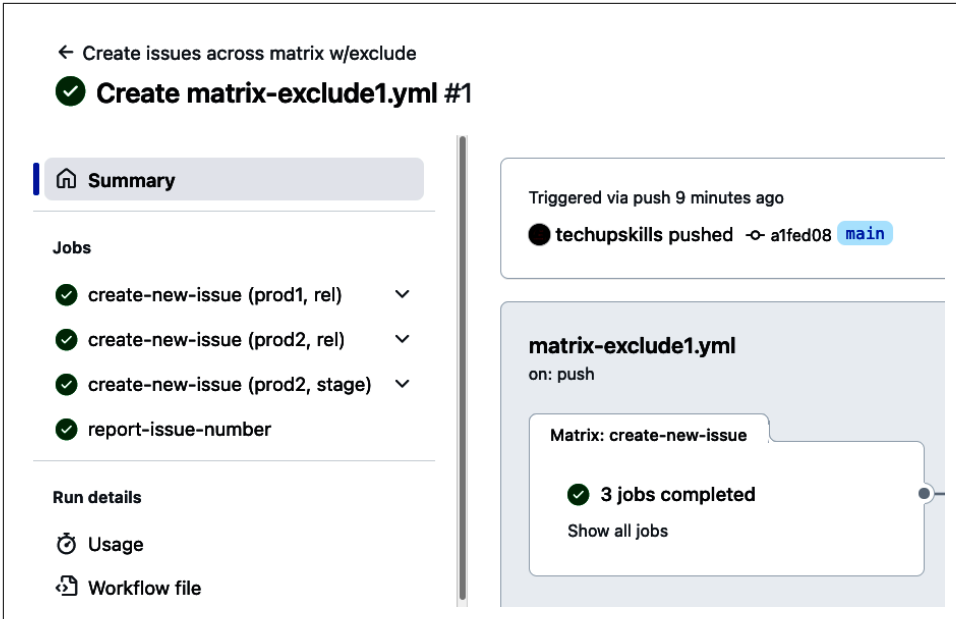 ← Create issues across matrix w/exclude
Create matrix-exclude1.yml #1
Summary
Jobs
create-new-issue (prod1, rel)
create-new-issue (prod2, rel)
create-new-issue (prod2, stage)
report-issue-number
Run details
Usage
Workflow file
Triggered via push 9 minutes ago
techupskills pushed a1fed08 main
matrix-exclude1.yml
on: push
Matrix: create-new-issue
3 jobs completed
Show all jobs